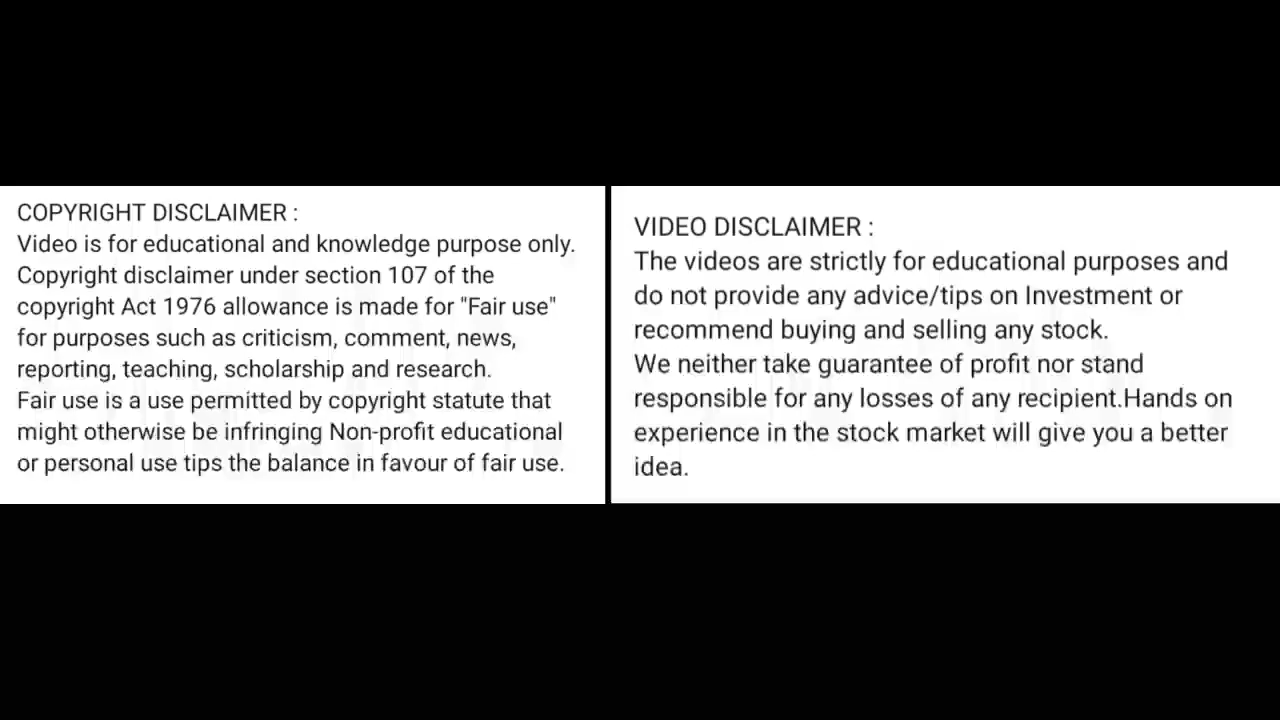 COPYRIGHT DISCLAIMER :
Video is for educational and knowledge purpose only.
Copyright disclaimer under section 107 of the
copyright Act 1976 allowance is made for "Fair use"
for purposes such as criticism, comment, news,
reporting, teaching, scholarship and research.
Fair use is a use permitted by copyright statute that
might otherwise be infringing Non-profit educational
or personal use tips the balance in favour of fair use.
VIDEO DISCLAIMER :
The videos are strictly for educational purposes and
do not provide any advice/tips on Investment or
recommend buying and selling any stock.
We neither take guarantee of profit nor stand
responsible for any losses of any recipient.Hands on
experience in the stock market will give you a better
idea.